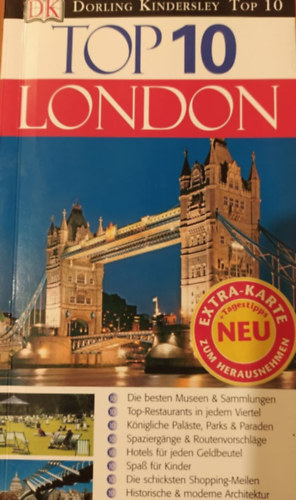 DK DORLING KINDERSLEY TOP 10
TOP 10
LONDON
EXTRA-KARTE
+Tagestipps
NEU
ZUM HERAUSNEHMEN
Die besten Museen & Sammlungen
Top-Restaurants in jedem Viertel
Königliche Paläste, Parks & Paraden
Spaziergänge & Routenvorschläge
Hotels für jeden Geldbeutel
Spaß für Kinder
Die schicksten Shopping-Meilen
Historische & moderne Architektur